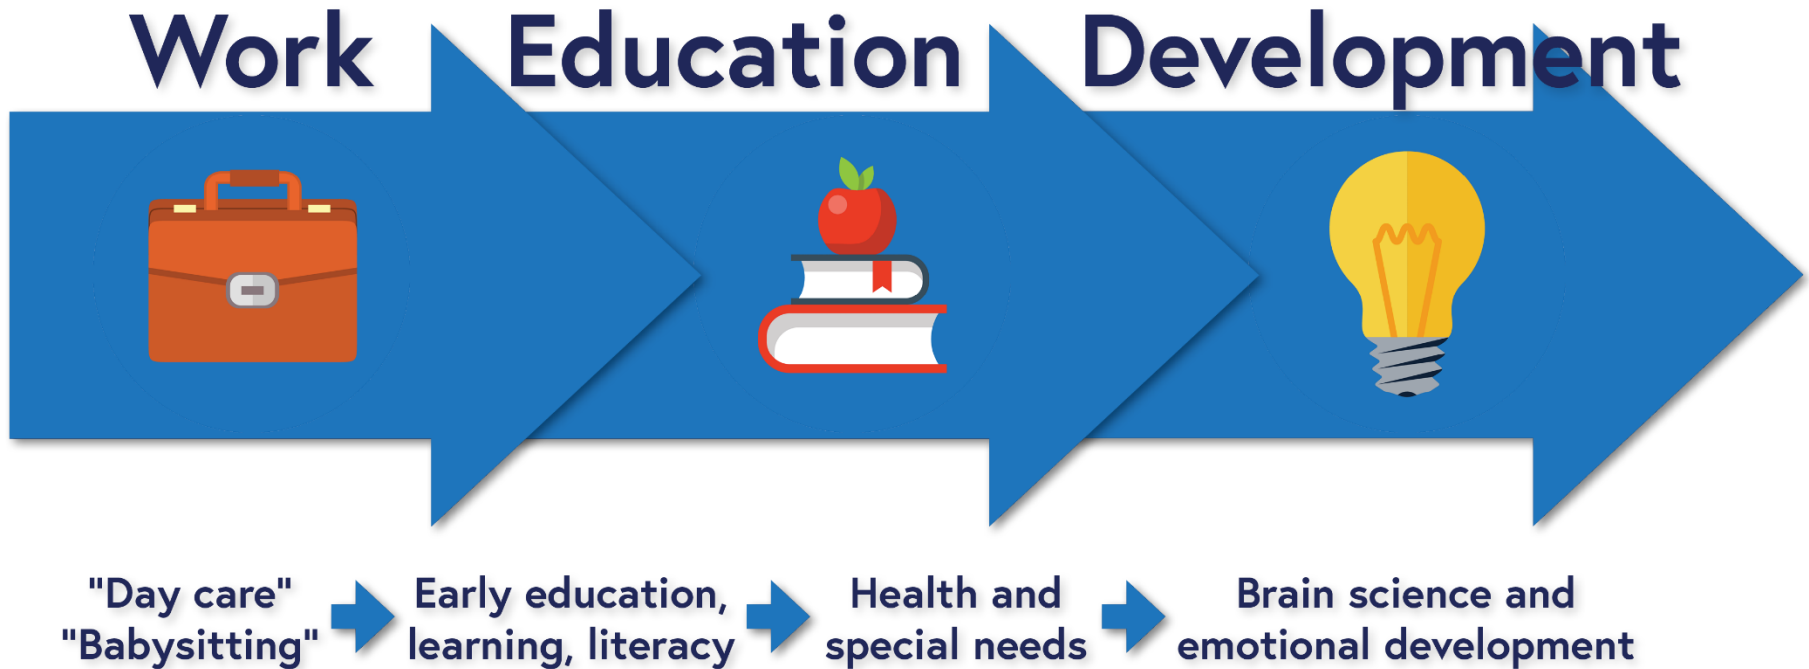 Work
Education
Development
"Day care"
"Babysitting"
Early education,
learning, literacy
Health and
special needs
Brain science and
emotional development